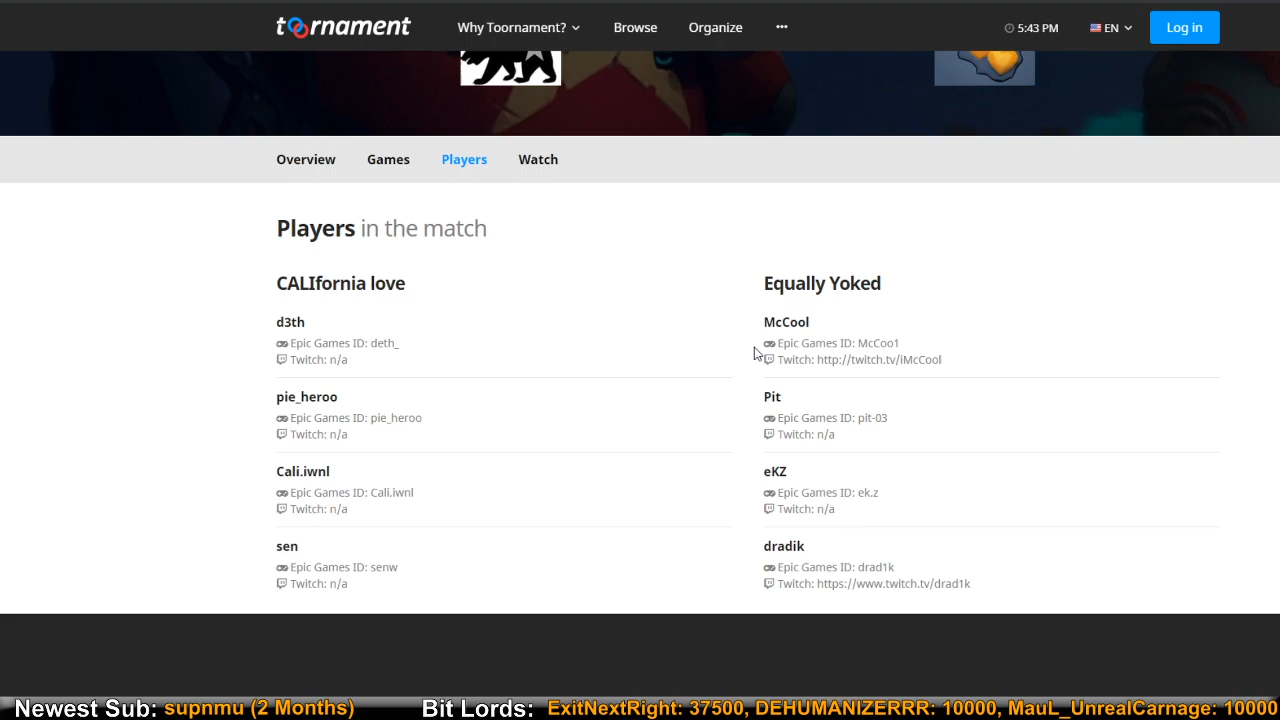 toornament
Why Toornament?
Browse
Organize
5:43 PM
EN
Log in
Overview
Games
Players
Watch
Players in the match
CALIfornia love
d3th
Epic Games ID: deth_
Twitch: n/a
pie_heroo
Epic Games ID: pie_heroo
Twitch: n/a
Cali.iwnl
Epic Games ID: Cali.iwnl
Twitch: n/a
sen
Epic Games ID: senw
Twitch: n/a
Equally Yoked
McCool
Epic Games ID: McCoo1
Twitch: http://twitch.tv/iMcCool
Pit
Epic Games ID: pit-03
Twitch: n/a
eKZ
Epic Games ID: ek.z
Twitch: n/a
dradik
Epic Games ID: drad1k
Twitch: https://www.twitch.tv/drad1k
Newest Sub: supnmu (2 Months) Bit Lords: ExitNextRight: 37500, DEHUMANIZERRR: 10000, MauL_UnrealCarnage: 10000